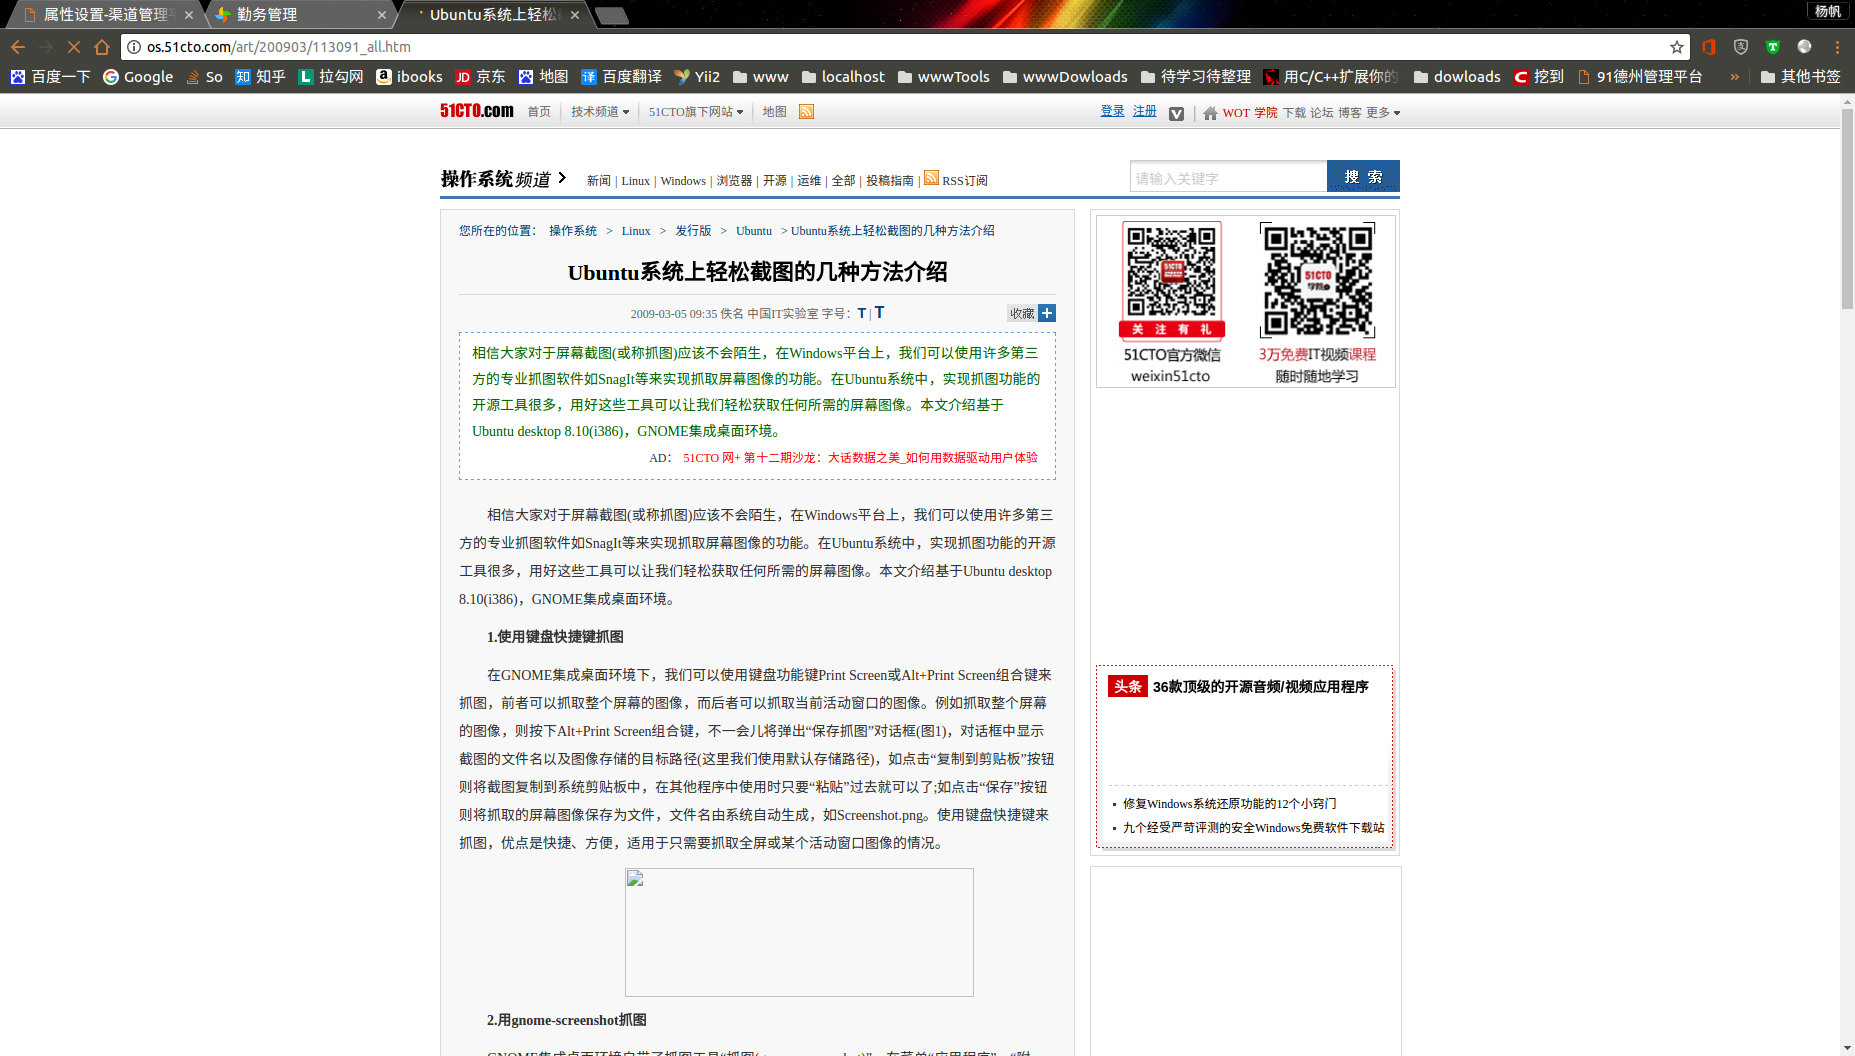 属性设置-渠道管理平
勤务管理
Ubuntu系统上轻松截
杨帆
os.51cto.com/art/200903/113091_all.htm
百度一下 Google So 知乎 拉勾网 ibooks 京东 地图 百度翻译 Yii2 www localhost wwwTools wwwDowloads 待学习待整理 用C/C++扩展你的 dowloads 挖到 91德州管理平台 » 其他书签
51CTO.com 首页 技术频道 51CTO旗下网站 地图
登录 注册 WOT 学院 下载 论坛 博客 更多
操作系统频道
新闻 | Linux | Windows | 浏览器 | 开源 | 运维 | 全部 | 投稿指南 | RSS订阅
请输入关键字 搜 索
您所在的位置: 操作系统 > Linux > 发行版 > Ubuntu > Ubuntu系统上轻松截图的几种方法介绍
Ubuntu系统上轻松截图的几种方法介绍
2009-03-05 09:35 佚名 中国IT实验室 字号:T | T
收藏 +
相信大家对于屏幕截图(或称抓图)应该不会陌生，在Windows平台上，我们可以使用许多第三
方的专业抓图软件如SnagIt等来实现抓取屏幕图像的功能。在Ubuntu系统中，实现抓图功能的
开源工具很多，用好这些工具可以让我们轻松获取任何所需的屏幕图像。本文介绍基于
Ubuntu desktop 8.10(i386)，GNOME集成桌面环境。
AD: 51CTO 网+ 第十二期沙龙：大话数据之美_如何用数据驱动用户体验
相信大家对于屏幕截图(或称抓图)应该不会陌生，在Windows平台上，我们可以使用许多第三
方的专业抓图软件如SnagIt等来实现抓取屏幕图像的功能。在Ubuntu系统中，实现抓图功能的开源
工具很多，用好这些工具可以让我们轻松获取任何所需的屏幕图像。本文介绍基于Ubuntu desktop
8.10(i386)，GNOME集成桌面环境。
1.使用键盘快捷键抓图
在GNOME集成桌面环境下，我们可以使用键盘功能键Print Screen或Alt+Print Screen组合键来
抓图，前者可以抓取整个屏幕的图像，而后者可以抓取当前活动窗口的图像。例如抓取整个屏幕
的图像，则按下Alt+Print Screen组合键，不一会儿将弹出“保存抓图”对话框(图1)，对话框中显示
截图的文件名以及图像存储的目标路径(这里我们使用默认存储路径)，如点击“复制到剪贴板”按钮
则将截图复制到系统剪贴板中，在其他程序中使用时只要“粘贴”过去就可以了;如点击“保存”按钮
则将抓取的屏幕图像保存为文件，文件名由系统自动生成，如Screenshot.png。使用键盘快捷键来
抓图，优点是快捷、方便，适用于只需要抓取全屏或某个活动窗口图像的情况。
2.用gnome-screenshot抓图
51CTO
关 注 有 礼
51CTO官方微信
weixin51cto
51CTO
学院
3万免费IT视频课程
随时随地学习
头条 36款顶级的开源音频/视频应用程序
修复Windows系统还原功能的12个小窍门
九个经受严苛评测的安全Windows免费软件下载站